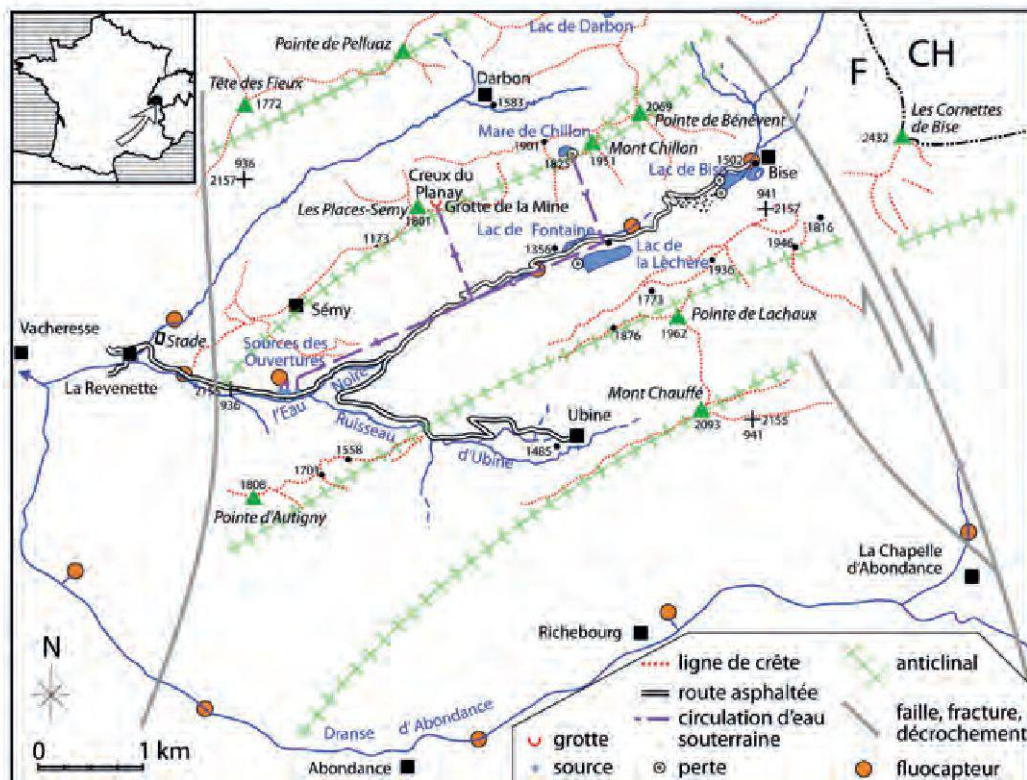 Pointe de Pelluaz
Lac de Darbon
CH
F
Tête des Fieux
1772
Darbon
1583
2069
Pointe de Bénévent
Les Cornettes
de Bise
2432
Mare de Chillon
1901
1825
1951
Mont Chillon
1502
Lac de Bise
Bise
936
2157
941
2157
Creux du
Planay
Les Places-Semy
1801
Grotte de la Mine
1173
Lac de Fontaine
1356
Lac de
la Lèchère
1816
1946
1936
1773
Pointe de Lachaux
1962
1876
Sémy
Vacheresse
Stade
Sources des
Ouvertures
La Revenette
936
l'Eau
Noire
Ruisseau
d'Ubine
Ubine
1485
Mont Chauffé
2093
2155
941
1558
1701
1808
Pointe d'Autigny
La Chapelle
d'Abondance
Richebourg
N
0
1 km
Dranse d'Abondance
Abondance
ligne de crête
route asphaltée
circulation d'eau
souterraine
grotte
source
perte
anticlinal
faille, fracture,
décrochement
fluocapteur